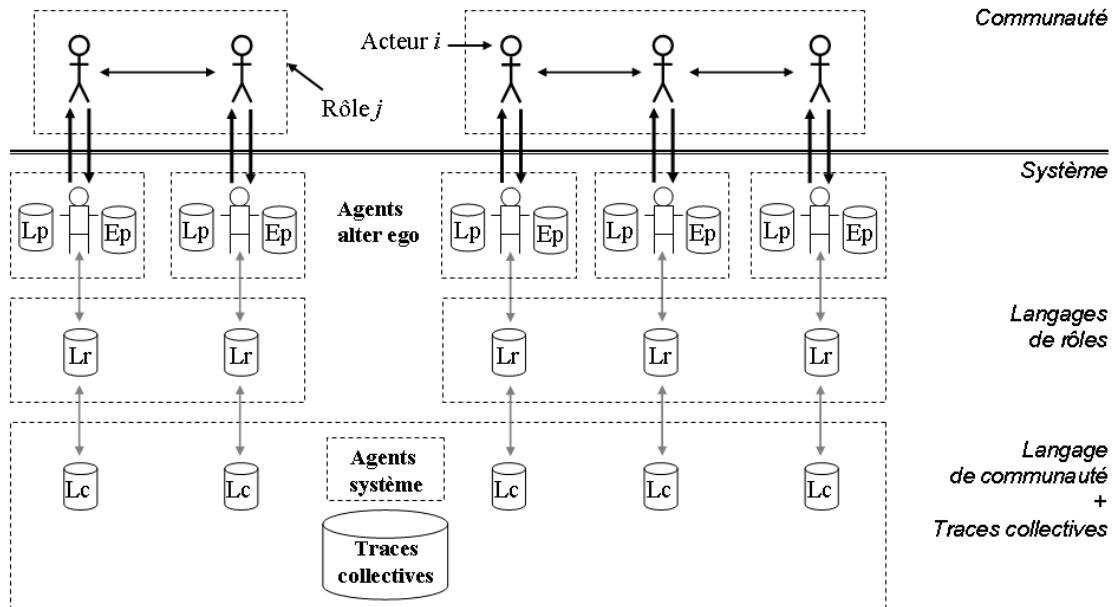 Communauté
Acteur i
Rôle j
Système
Lp Ep Lp Ep Lp Ep Lp Ep Lp Ep
Agents
alter ego
Langages
de rôles
Lr Lr Lr Lr Lr
Langage
de communauté
+
Traces collectives
Agents
système
Lc Lc Lc Lc Lc
Traces
collectives